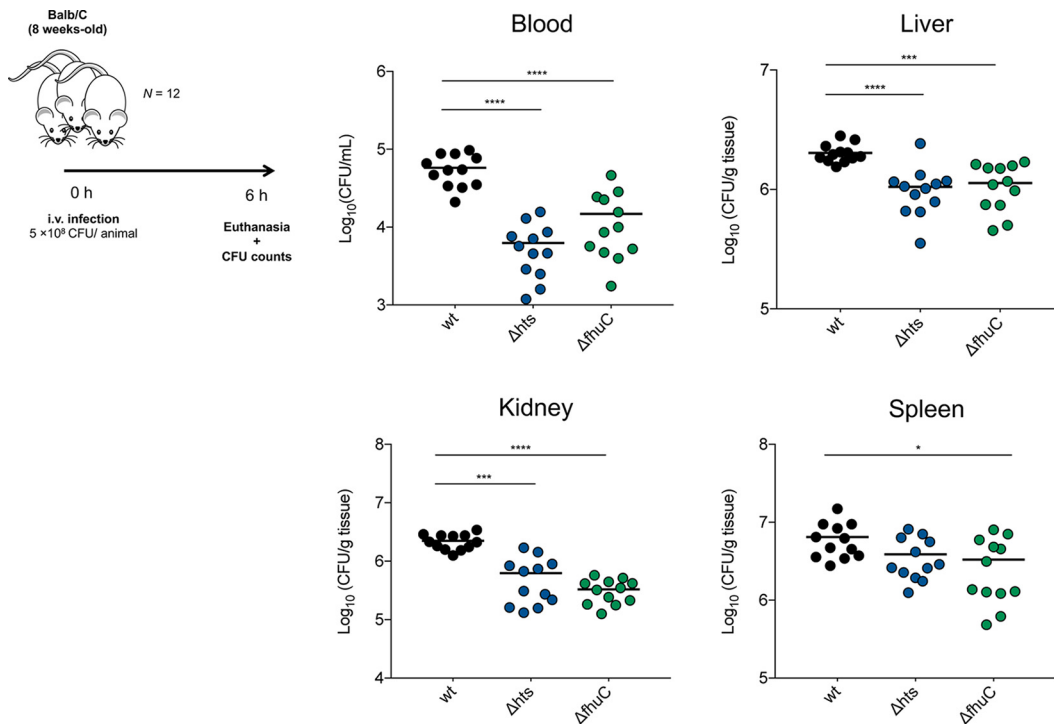 Balb/C
(8 weeks-old)
N = 12
0 h
6 h
i.v. infection
5 ×10⁸ CFU/ animal
Euthanasia
+
CFU counts
Blood
Log₁₀(CFU/mL)
6
5
4
3
****
****
wt
Δhts
ΔfhuC
Liver
Log₁₀ (CFU/g tissue)
7
6
5
***
****
wt
Δhts
ΔfhuC
Kidney
Log₁₀ (CFU/g tissue)
8
7
6
5
4
****
***
wt
Δhts
ΔfhuC
Spleen
Log₁₀ (CFU/g tissue)
8
7
6
5
*
wt
Δhts
ΔfhuC